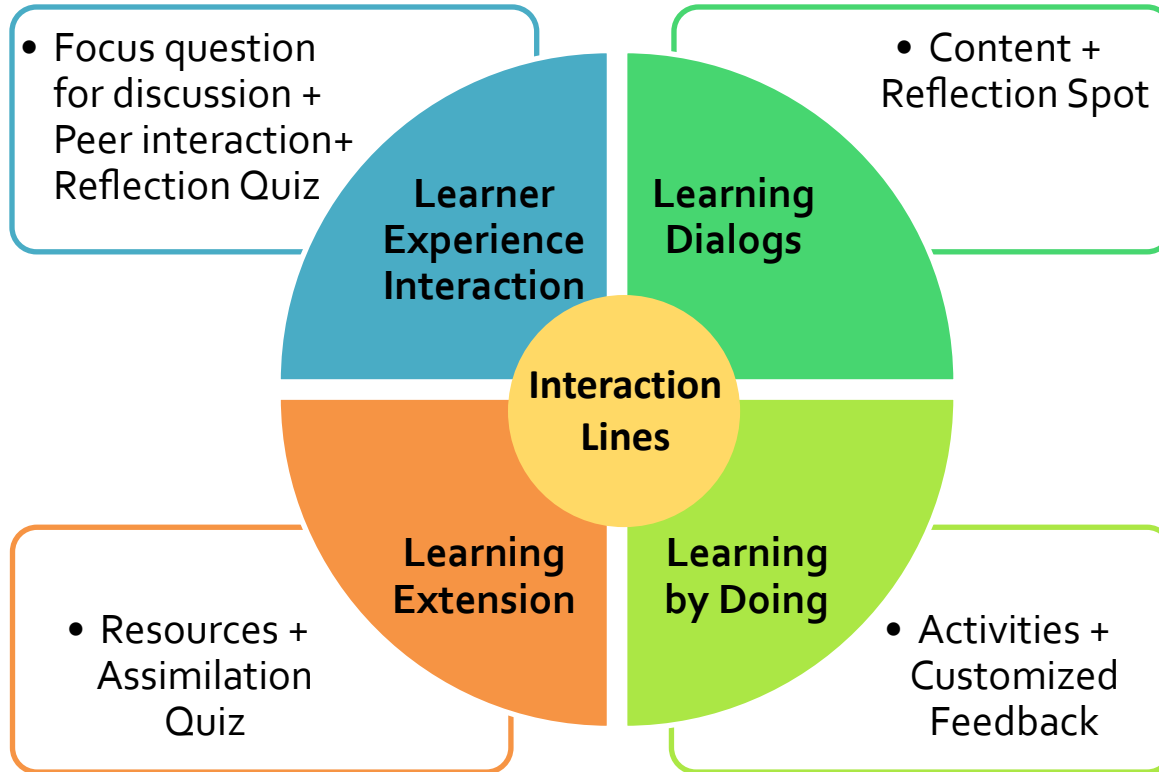 • Focus question
for discussion +
Peer interaction+
Reflection Quiz
• Content +
Reflection Spot
Learner
Experience
Interaction
Learning
Dialogs
Interaction
Lines
Learning
Extension
Learning
by Doing
• Resources +
Assimilation
Quiz
• Activities +
Customized
Feedback